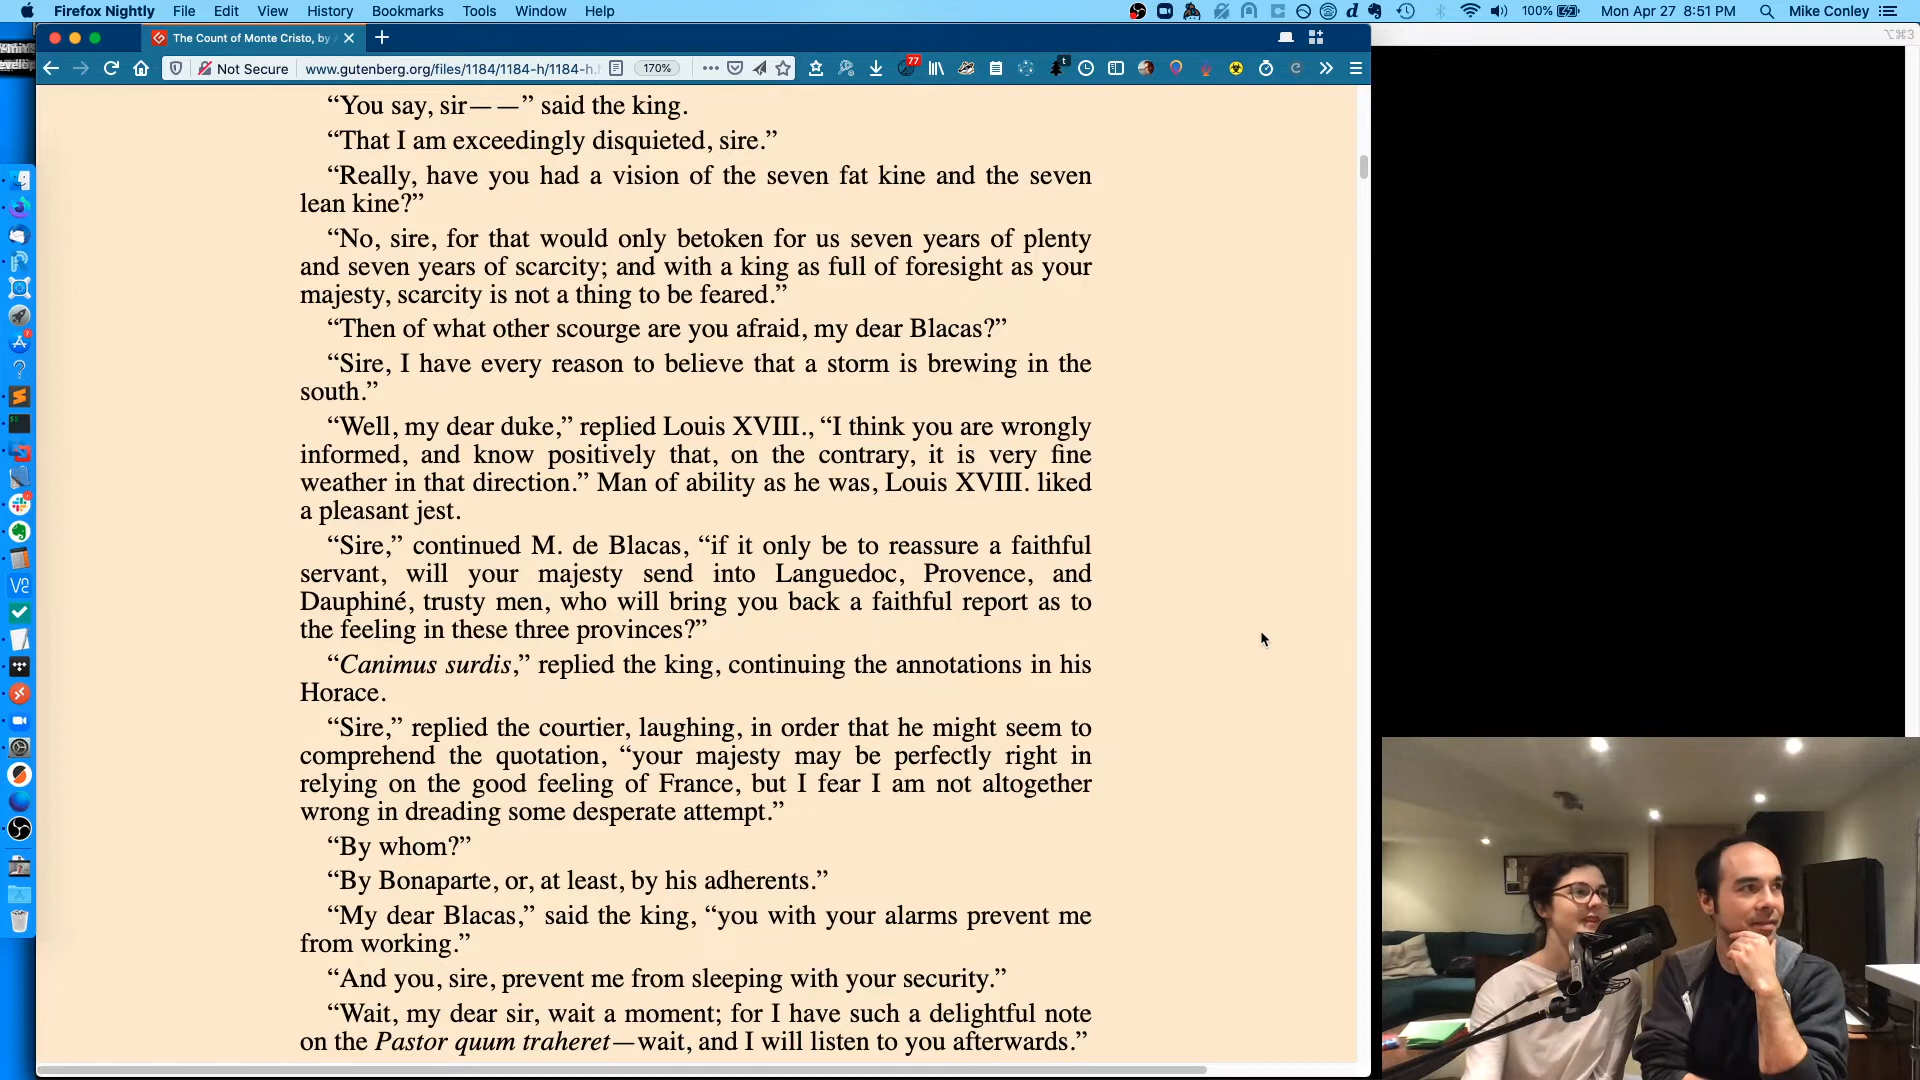 Firefox Nightly File Edit View History Bookmarks Tools Window Help
100% Mon Apr 27 8:51 PM Mike Conley
The Count of Monte Cristo, by
⌥⌘3
Not Secure www.gutenberg.org/files/1184/1184-h/1184-h. 170% 77
“You say, sir— —” said the king.
“That I am exceedingly disquieted, sire.”
“Really, have you had a vision of the seven fat kine and the seven
lean kine?”
“No, sire, for that would only betoken for us seven years of plenty
and seven years of scarcity; and with a king as full of foresight as your
majesty, scarcity is not a thing to be feared.”
“Then of what other scourge are you afraid, my dear Blacas?”
“Sire, I have every reason to believe that a storm is brewing in the
south.”
“Well, my dear duke,” replied Louis XVIII., “I think you are wrongly
informed, and know positively that, on the contrary, it is very fine
weather in that direction.” Man of ability as he was, Louis XVIII. liked
a pleasant jest.
“Sire,” continued M. de Blacas, “if it only be to reassure a faithful
servant, will your majesty send into Languedoc, Provence, and
Dauphiné, trusty men, who will bring you back a faithful report as to
the feeling in these three provinces?”
“Canimus surdis,” replied the king, continuing the annotations in his
Horace.
“Sire,” replied the courtier, laughing, in order that he might seem to
comprehend the quotation, “your majesty may be perfectly right in
relying on the good feeling of France, but I fear I am not altogether
wrong in dreading some desperate attempt.”
“By whom?”
“By Bonaparte, or, at least, by his adherents.”
“My dear Blacas,” said the king, “you with your alarms prevent me
from working.”
“And you, sire, prevent me from sleeping with your security.”
“Wait, my dear sir, wait a moment; for I have such a delightful note
on the Pastor quum traheret—wait, and I will listen to you afterwards.”